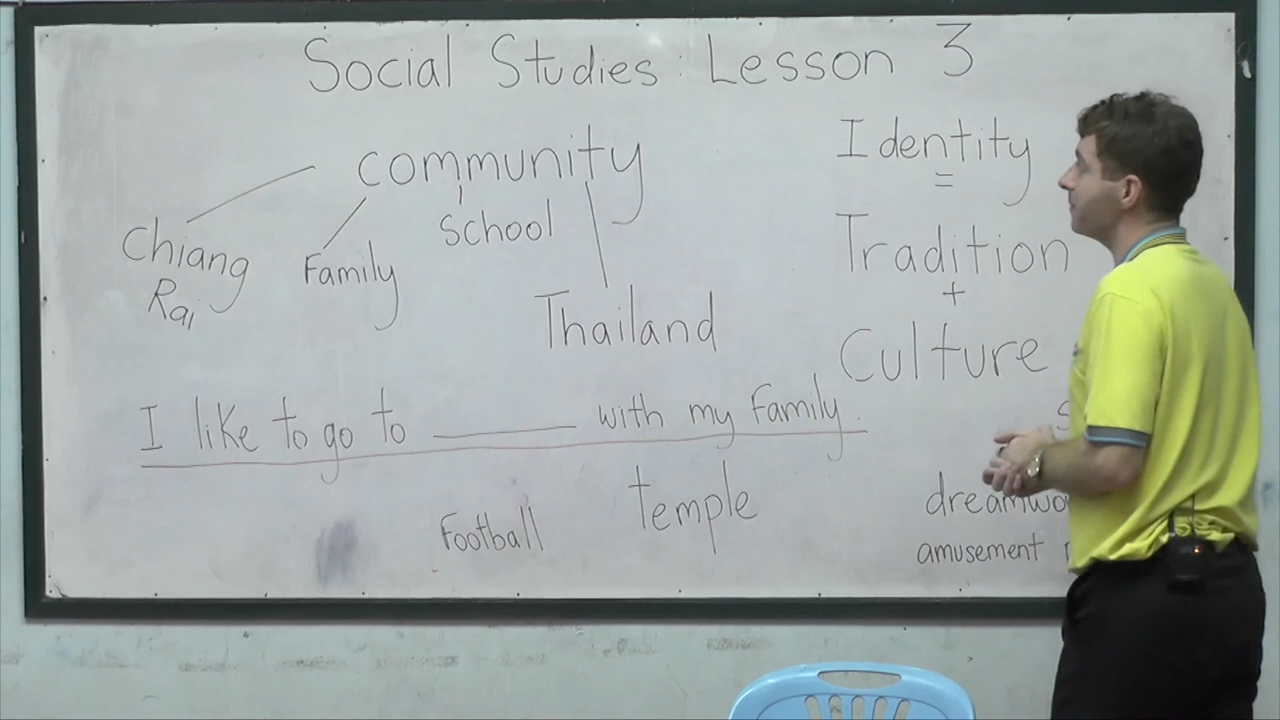 Social Studies: Lesson 3
community
Chiang
Rai
Family
School
Thailand
Identity
=
Tradition
+
Culture
I like to go to ______ with my Family.
Football
temple
amusement